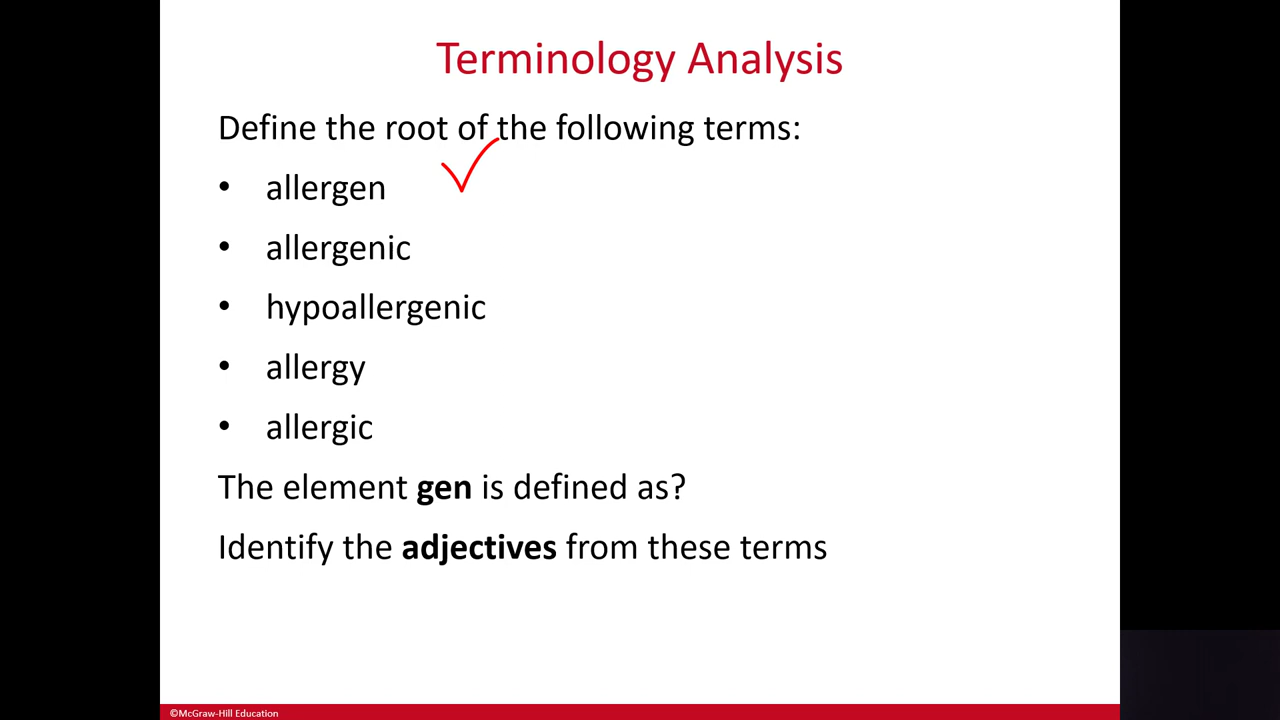 Terminology Analysis
Define the root of the following terms:
• allergen
• allergenic
• hypoallergenic
• allergy
• allergic
The element gen is defined as?
Identify the adjectives from these terms
©McGraw-Hill Education